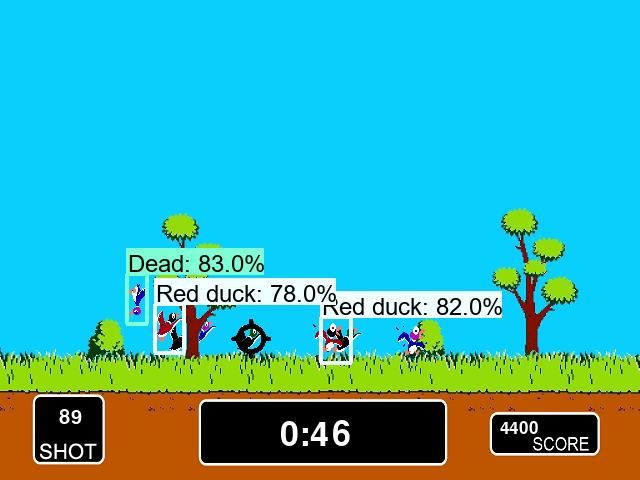 Dead: 83.0%
Red duck: 78.0%
Red duck: 82.0%
89
SHOT
0:46
4400
SCORE